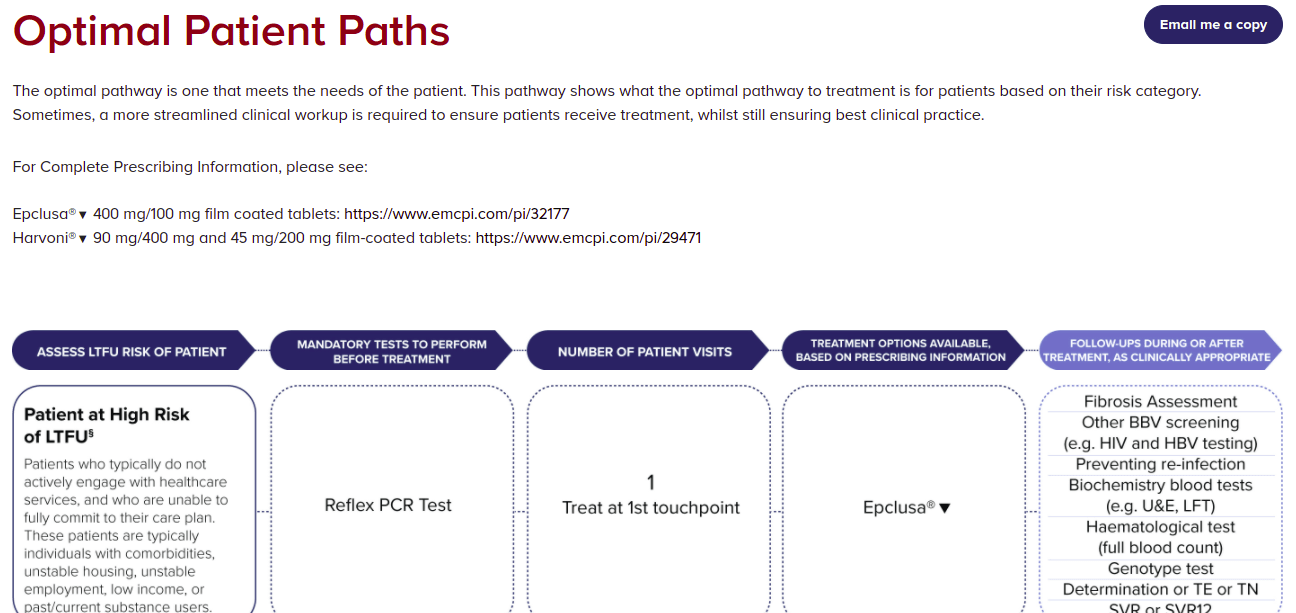 Optimal Patient Paths
Email me a copy
The optimal pathway is one that meets the needs of the patient. This pathway shows what the optimal pathway to treatment is for patients based on their risk category.
Sometimes, a more streamlined clinical workup is required to ensure patients receive treatment, whilst still ensuring best clinical practice.
For Complete Prescribing Information, please see:
Epclusa®▼ 400 mg/100 mg film coated tablets: https://www.emcpi.com/pi/32177
Harvoni®▼ 90 mg/400 mg and 45 mg/200 mg film-coated tablets: https://www.emcpi.com/pi/29471
ASSESS LTFU RISK OF PATIENT
MANDATORY TESTS TO PERFORM
BEFORE TREATMENT
NUMBER OF PATIENT VISITS
TREATMENT OPTIONS AVAILABLE,
BASED ON PRESCRIBING INFORMATION
FOLLOW-UPS DURING OR AFTER
TREATMENT, AS CLINICALLY APPROPRIATE
Patient at High Risk
of LTFU§
Patients who typically do not
actively engage with healthcare
services, and who are unable to
fully commit to their care plan.
These patients are typically
individuals with comorbidities,
unstable housing, unstable
employment, low income, or
past/current substance users.
Reflex PCR Test
1
Treat at 1st touchpoint
Epclusa®▼
Fibrosis Assessment
Other BBV screening
(e.g. HIV and HBV testing)
Preventing re-infection
Biochemistry blood tests
(e.g. U&E, LFT)
Haematological test
(full blood count)
Genotype test
Determination or TE or TN
SVR or SVR12